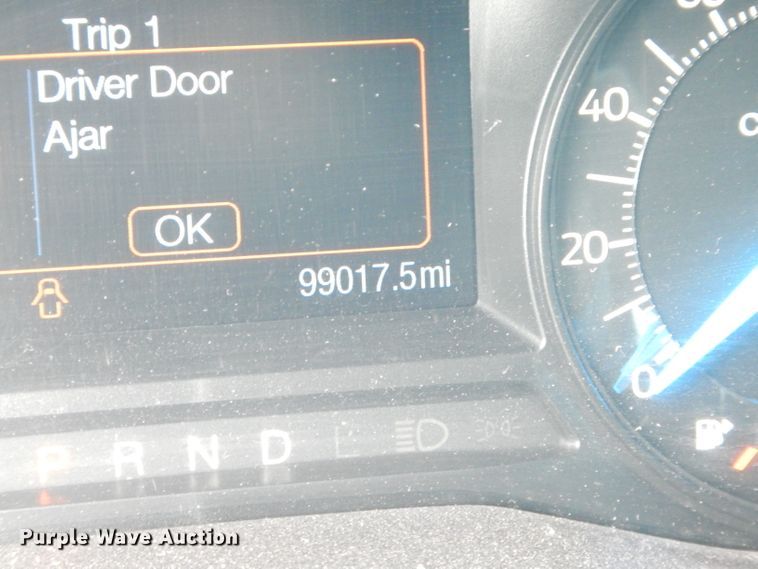 Trip 1
Driver Door
Ajar
OK
99017.5mi
40
20
0
P R N D L
Purple Wave Auction